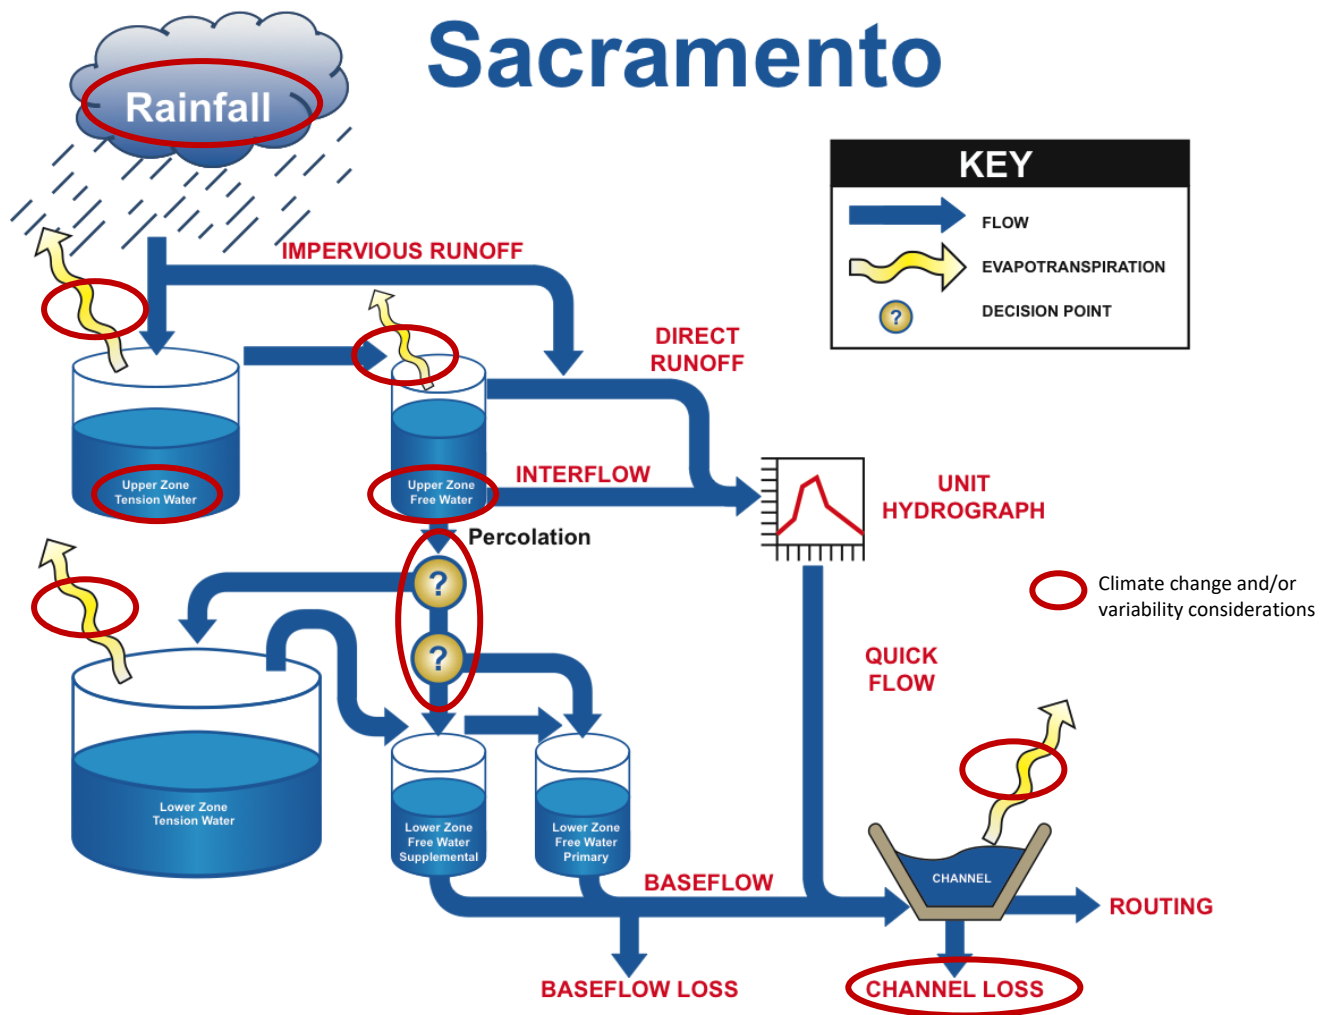 Sacramento
Rainfall
KEY
FLOW
EVAPOTRANSPIRATION
?
DECISION POINT
IMPERVIOUS RUNOFF
DIRECT
RUNOFF
Upper Zone
Tension Water
Upper Zone
Free Water
INTERFLOW
UNIT
HYDROGRAPH
Percolation
?
?
Climate change and/or
variability considerations
QUICK
FLOW
Lower Zone
Tension Water
Lower Zone
Free Water
Supplemental
Lower Zone
Free Water
Primary
BASEFLOW
CHANNEL
ROUTING
BASEFLOW LOSS
CHANNEL LOSS